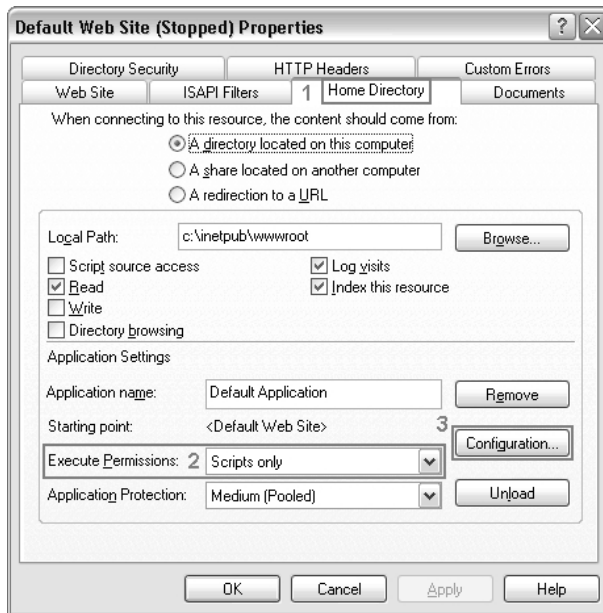 Default Web Site (Stopped) Properties ? X
Directory Security HTTP Headers Custom Errors
Web Site ISAPI Filters 1 Home Directory Documents
When connecting to this resource, the content should come from:
A directory located on this computer
A share located on another computer
A redirection to a URL
Local Path: c:\inetpub\wwwroot Browse...
Script source access Log visits
Read Index this resource
Write
Directory browsing
Application Settings
Application name: Default Application Remove
Starting point: <Default Web Site> 3 Configuration...
Execute Permissions: 2 Scripts only
Application Protection: Medium (Pooled) Unload
OK Cancel Apply Help